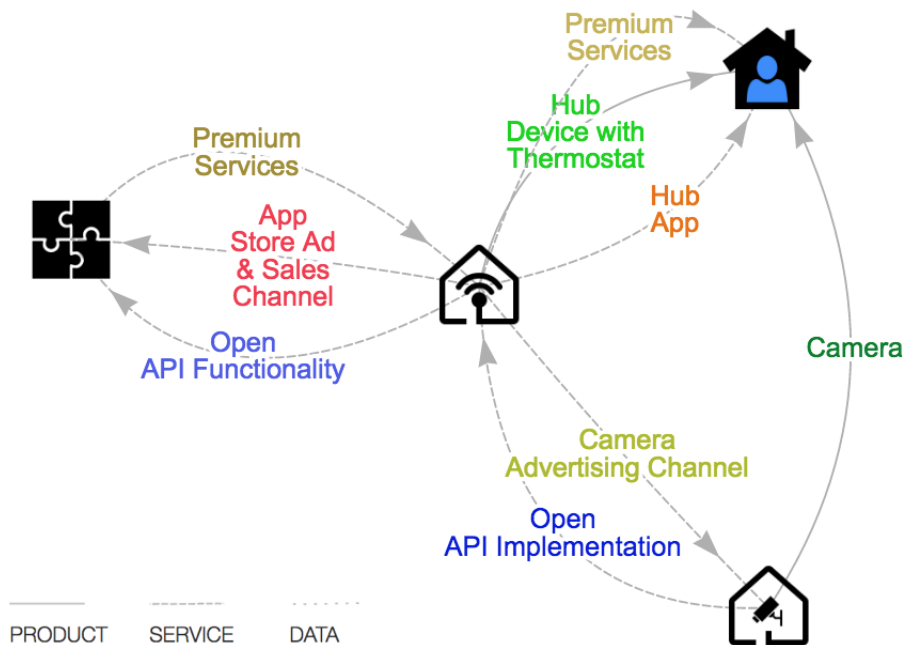 Premium
Services
Hub
Device with
Thermostat
Premium
Services
Hub
App
App
Store Ad
& Sales
Channel
Open
API Functionality
Camera
Camera
Advertising Channel
Open
API Implementation
PRODUCT
SERVICE
DATA